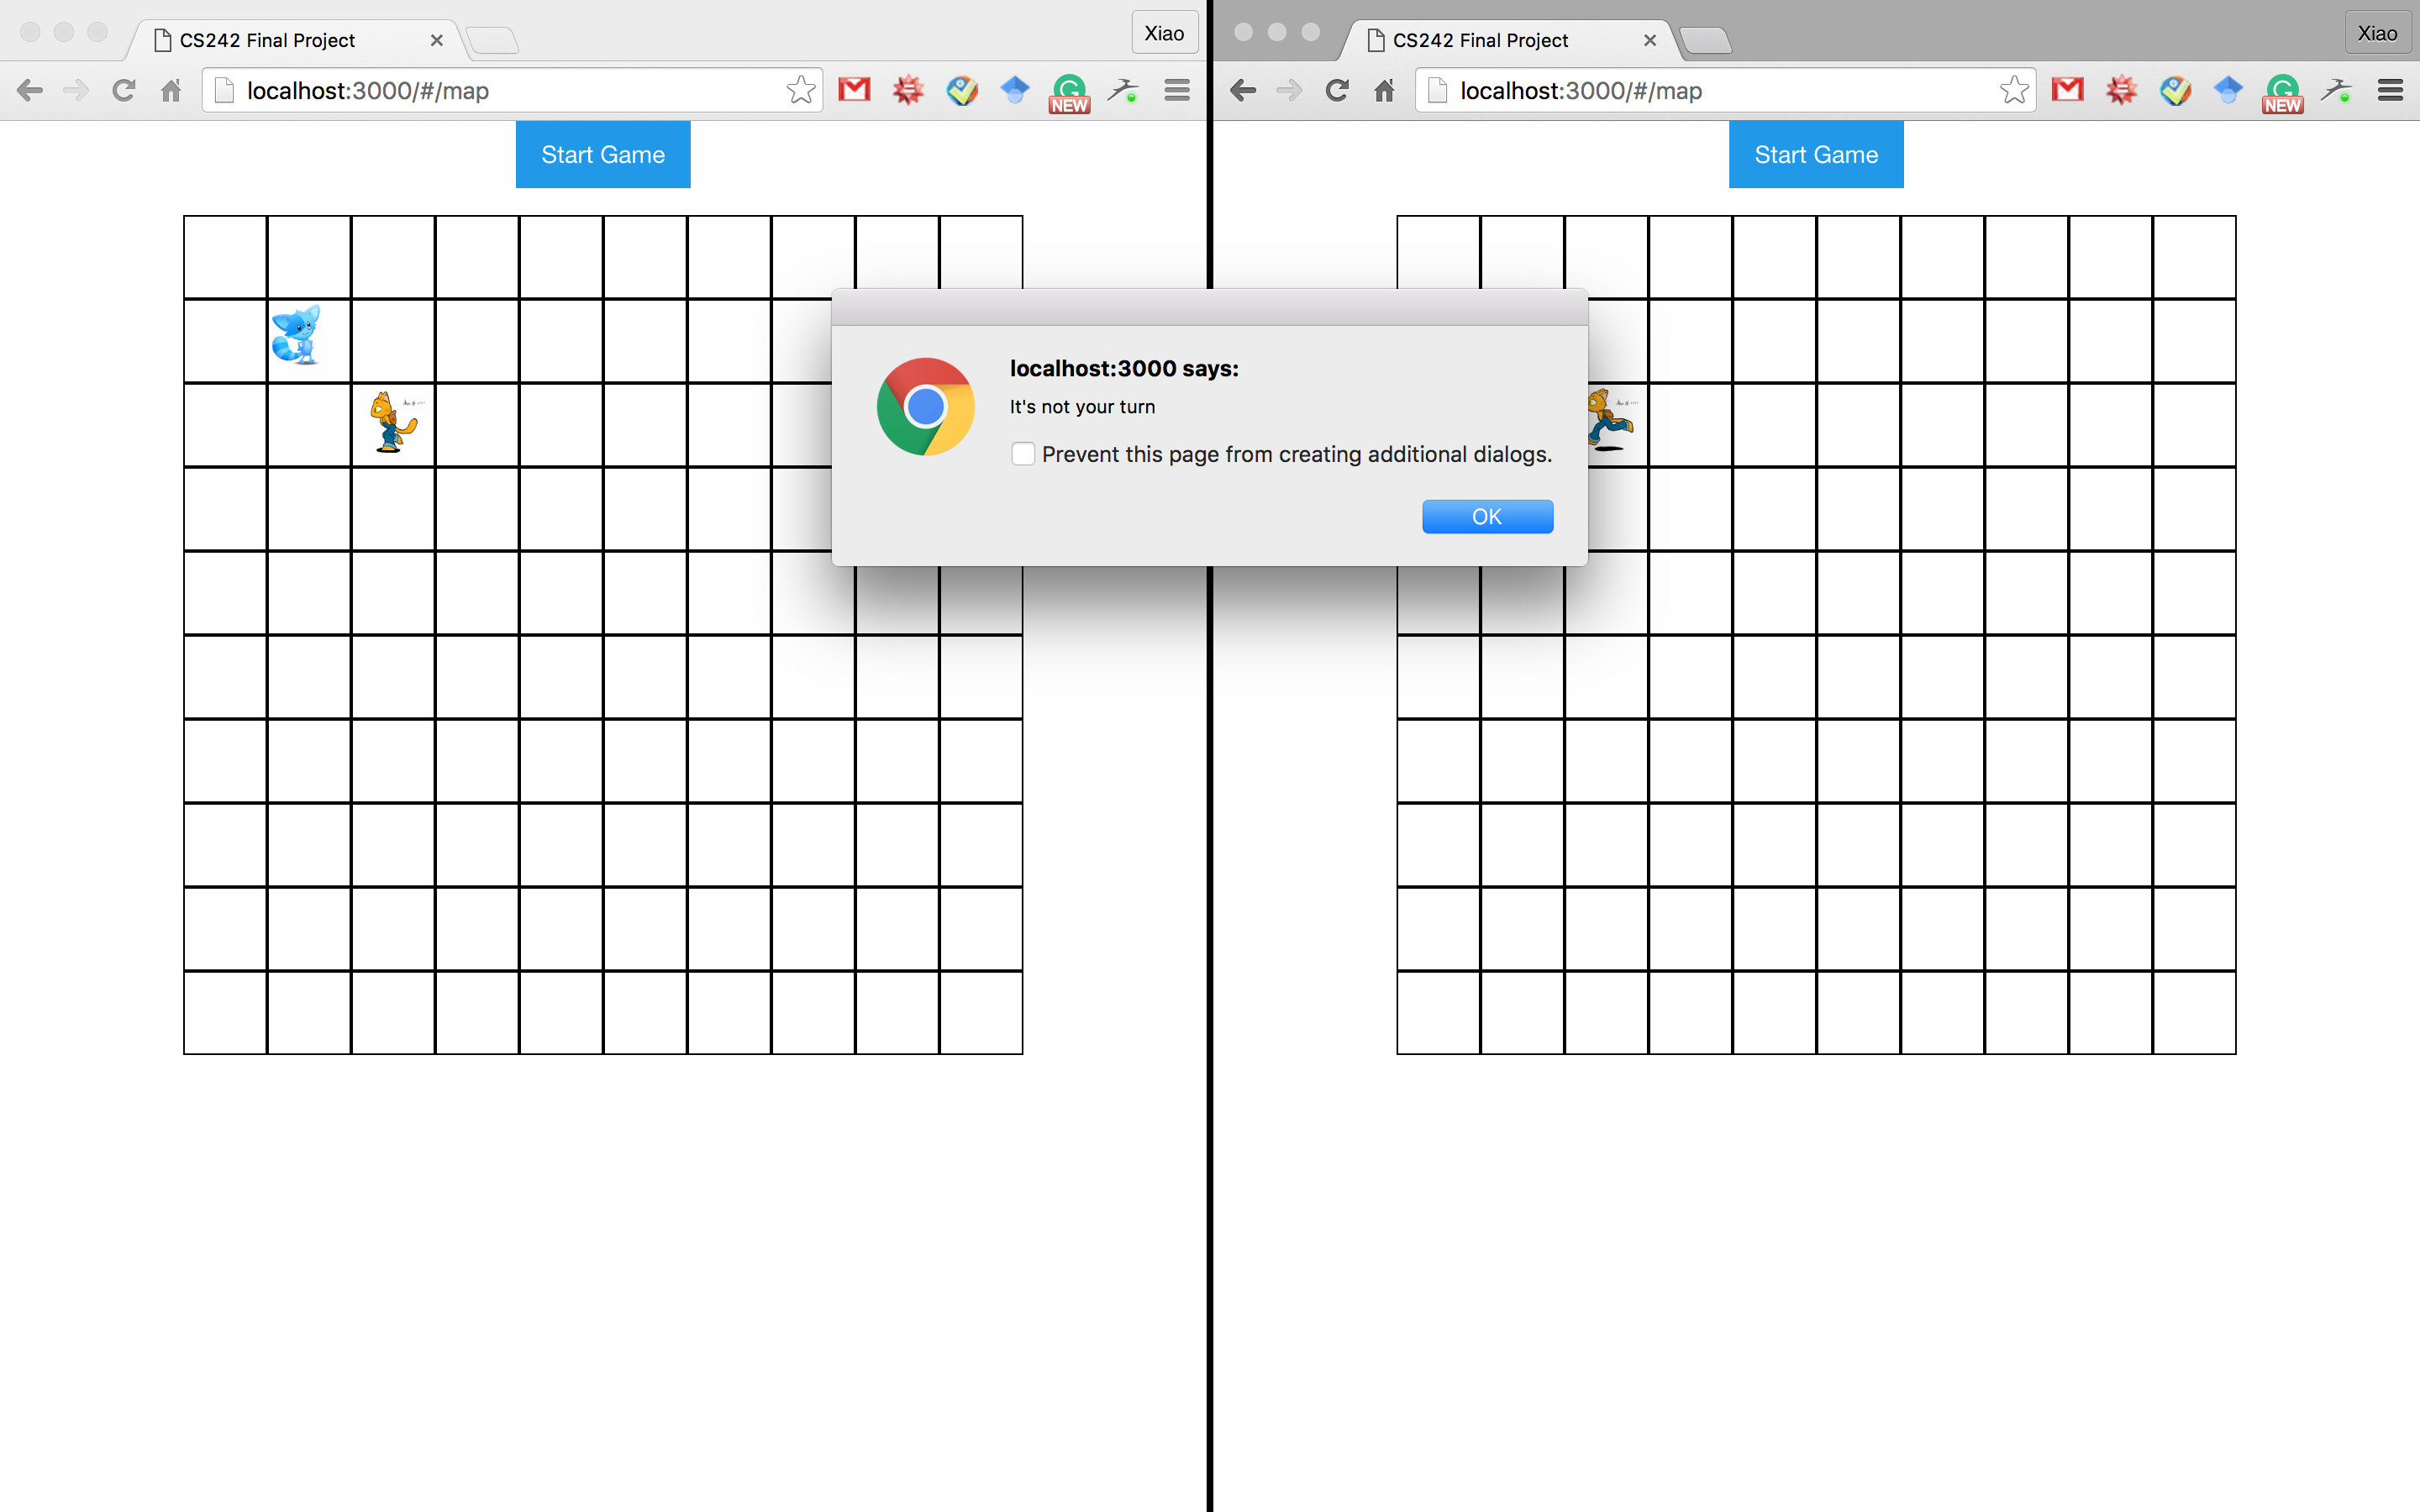 CS242 Final Project
Xiao
localhost:3000/#/map
NEW
Start Game
CS242 Final Project
Xiao
localhost:3000/#/map
NEW
Start Game
localhost:3000 says:
It's not your turn
Prevent this page from creating additional dialogs.
OK